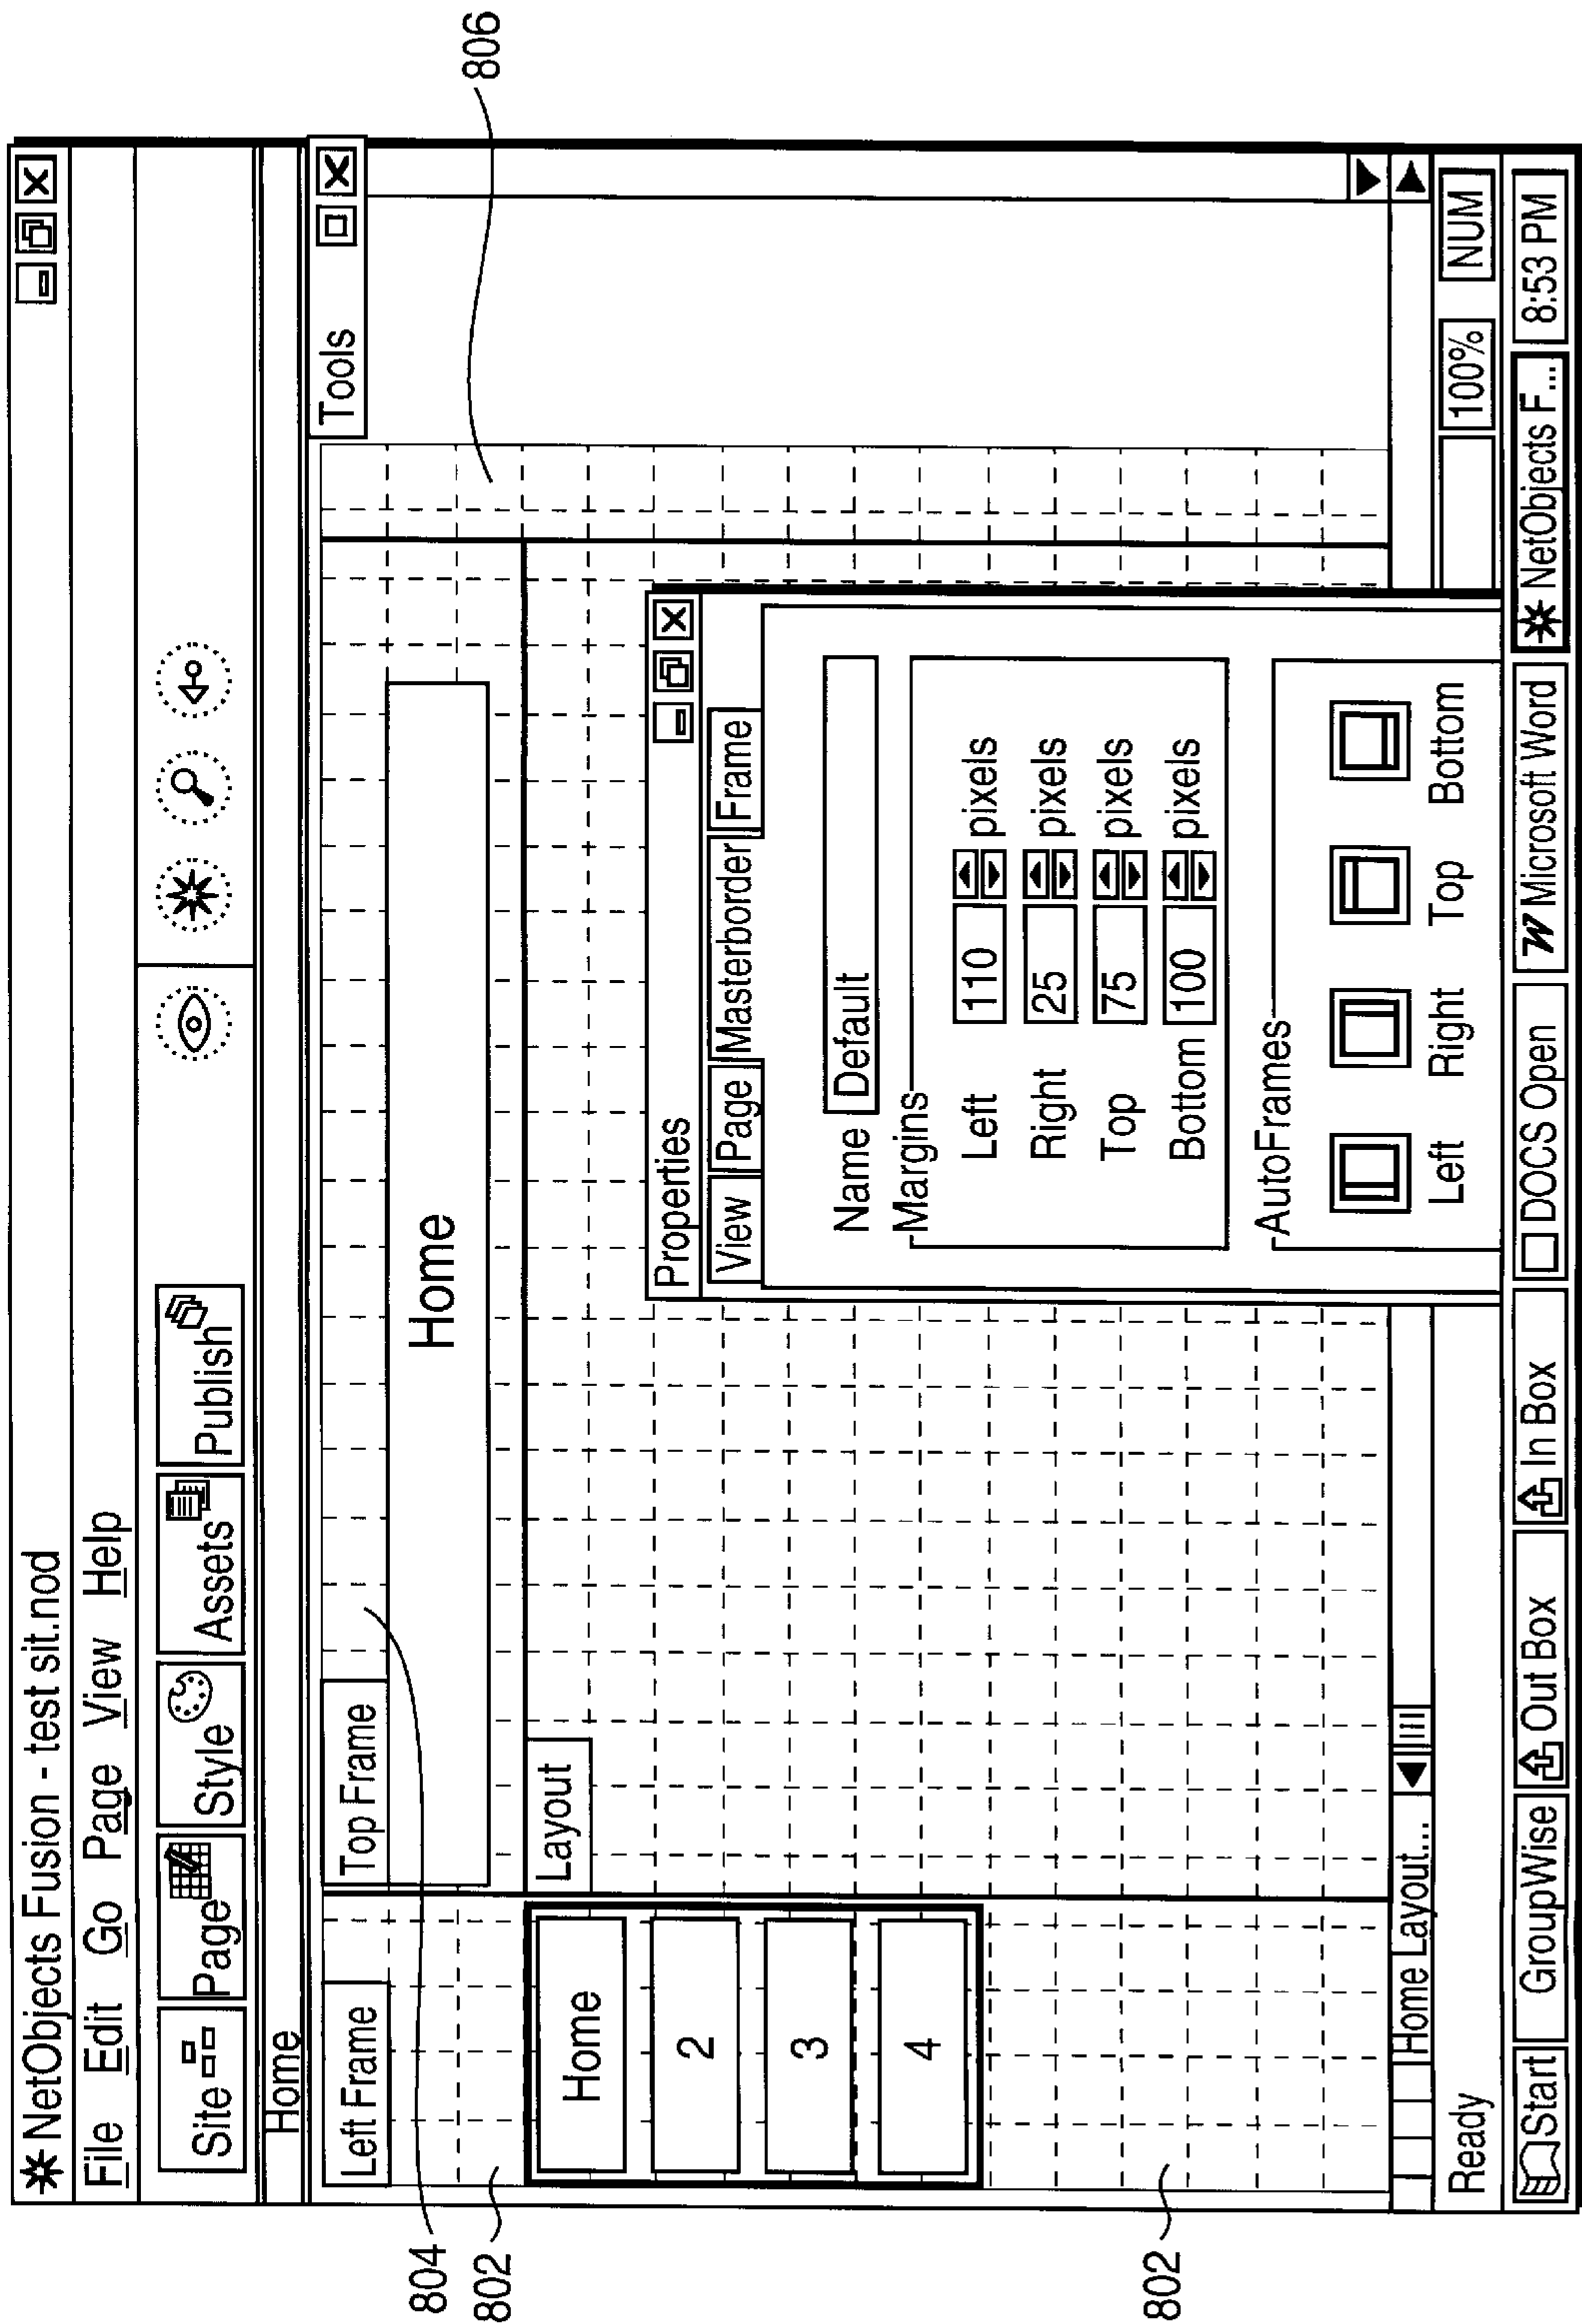 NetObjects Fusion - test sit.nod
File Edit Go Page View Help
Site Page Style Assets Publish
Home
Tools
Left Frame
Top Frame
Home
Layout
Home
2
3
4
Properties
View Page Masterborder Frame
Name Default
Margins
Left 110 pixels
Right 25 pixels
Top 75 pixels
Bottom 100 pixels
AutoFrames
Left Right Top Bottom
Home Layout...
Ready 100% NUM
Start GroupWise Out Box In Box DOCS Open W Microsoft Word NetObjects F... 8:53 PM
804
802
802
806